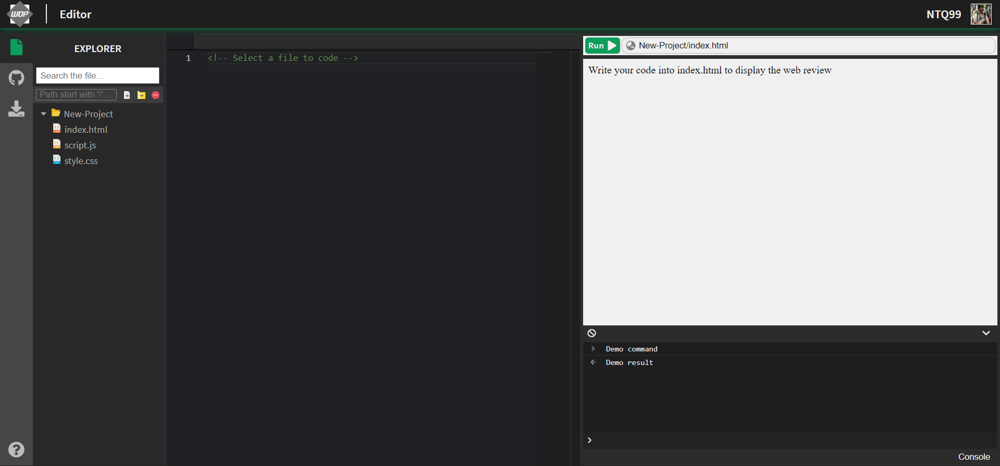 WDP
Editor
NTQ99
EXPLORER
Search the file...
Path start with '/'...
New-Project
index.html
script.js
style.css
1
<!-- Select a file to code -->
Run
New-Project/index.html
Write your code into index.html to display the web review
> Demo command
Demo result
>
Console